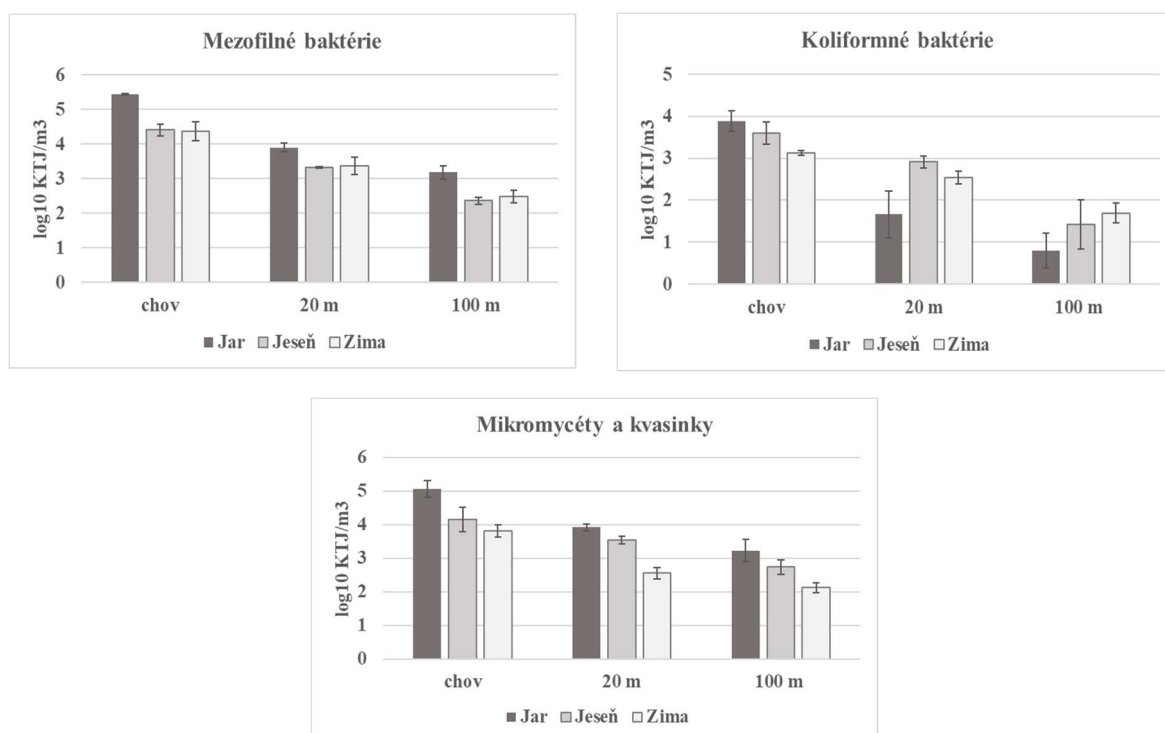 Mezofilné baktérie
log10 KTJ/m3
6
5
4
3
2
1
0
chov 20 m 100 m
Jar Jeseň Zima
Koliformné baktérie
log10 KTJ/m3
5
4
3
2
1
0
chov 20 m 100 m
Jar Jeseň Zima
Mikromycéty a kvasinky
log10 KTJ/m3
6
5
4
3
2
1
0
chov 20 m 100 m
Jar Jeseň Zima